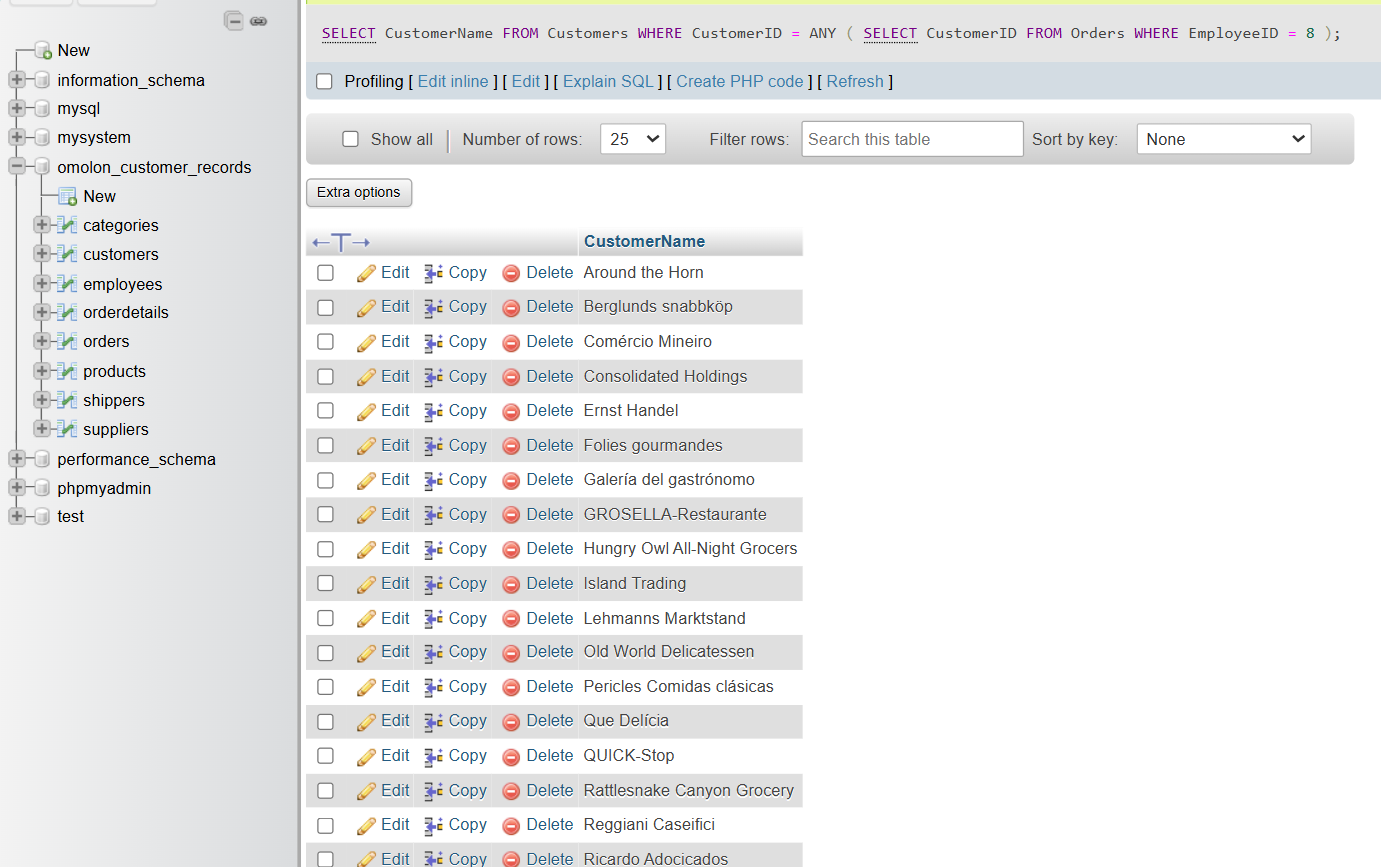 New
information_schema
mysql
mysystem
omolon_customer_records
New
categories
customers
employees
orderdetails
orders
products
shippers
suppliers
performance_schema
phpmyadmin
test
SELECT CustomerName FROM Customers WHERE CustomerID = ANY ( SELECT CustomerID FROM Orders WHERE EmployeeID = 8 );
Profiling [ Edit inline ] [ Edit ] [ Explain SQL ] [ Create PHP code ] [ Refresh ]
Show all | Number of rows: 25 Filter rows: Search this table Sort by key: None
Extra options
←T→ CustomerName
Edit Copy Delete Around the Horn
Edit Copy Delete Berglunds snabbköp
Edit Copy Delete Comércio Mineiro
Edit Copy Delete Consolidated Holdings
Edit Copy Delete Ernst Handel
Edit Copy Delete Folies gourmandes
Edit Copy Delete Galería del gastrónomo
Edit Copy Delete GROSELLA-Restaurante
Edit Copy Delete Hungry Owl All-Night Grocers
Edit Copy Delete Island Trading
Edit Copy Delete Lehmanns Marktstand
Edit Copy Delete Old World Delicatessen
Edit Copy Delete Pericles Comidas clásicas
Edit Copy Delete Que Delícia
Edit Copy Delete QUICK-Stop
Edit Copy Delete Rattlesnake Canyon Grocery
Edit Copy Delete Reggiani Caseifici
Edit Copy Delete Ricardo Adocicados